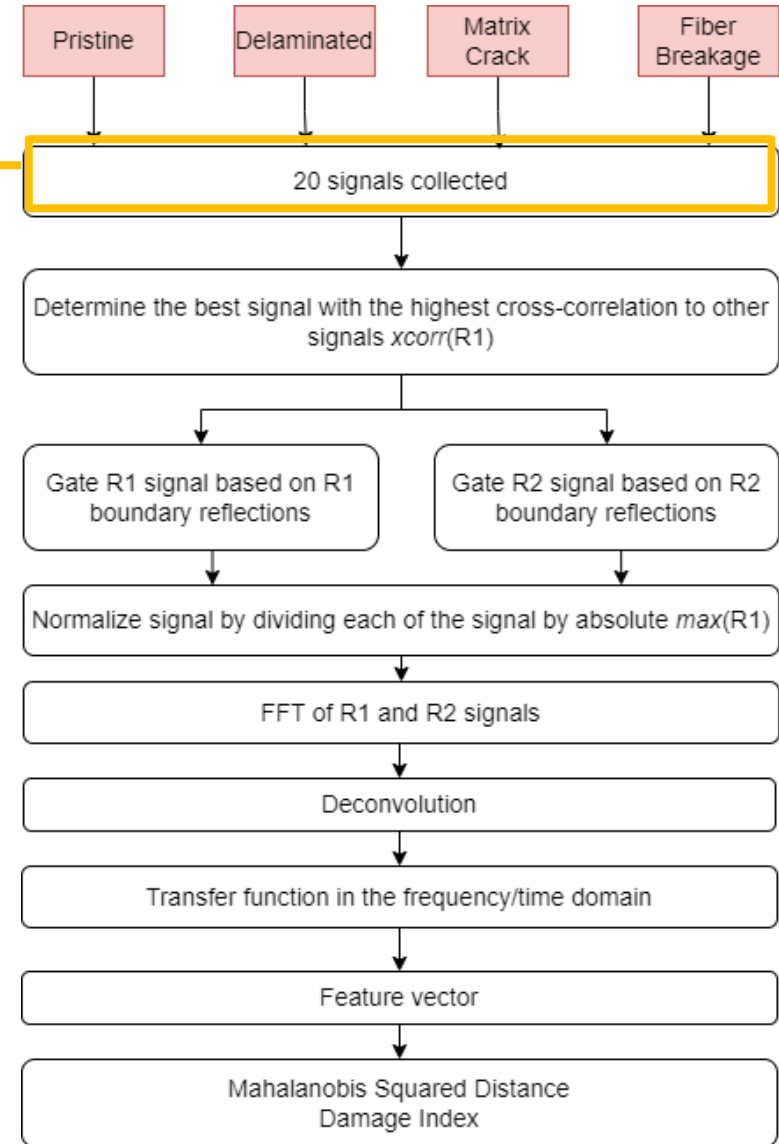 Pristine
Delaminated
Matrix
Crack
Fiber
Breakage
20 signals collected
Determine the best signal with the highest cross-correlation to other
signals xcorr(R1)
Gate R1 signal based on R1
boundary reflections
Gate R2 signal based on R2
boundary reflections
Normalize signal by dividing each of the signal by absolute max(R1)
FFT of R1 and R2 signals
Deconvolution
Transfer function in the frequency/time domain
Feature vector
Mahalanobis Squared Distance
Damage Index